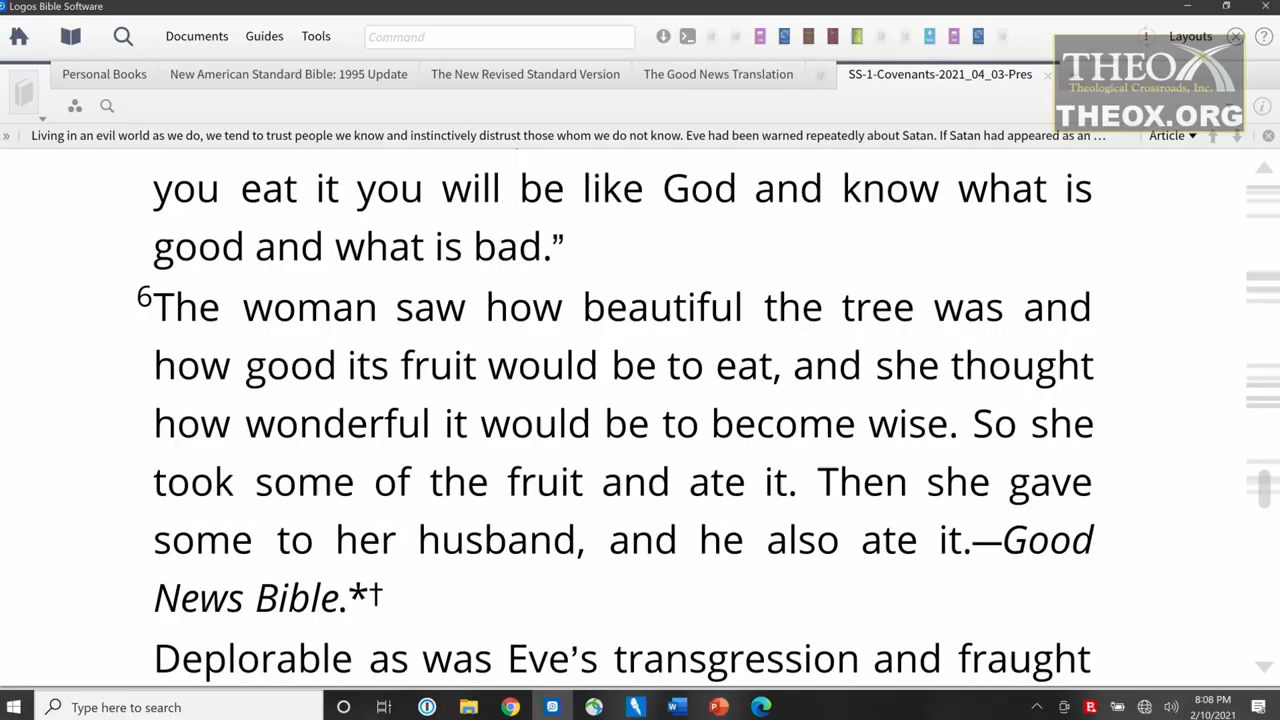 Logos Bible Software
Documents Guides Tools Command Layouts
Personal Books New American Standard Bible: 1995 Update The New Revised Standard Version The Good News Translation SS-1-Covenants-2021_04_03-Pres
THEOX
Theological Crossroads, Inc.
THEOX.ORG
» Living in an evil world as we do, we tend to trust people we know and instinctively distrust those whom we do not know. Eve had been warned repeatedly about Satan. If Satan had appeared as an … Article
you eat it you will be like God and know what is
good and what is bad.”
6The woman saw how beautiful the tree was and
how good its fruit would be to eat, and she thought
how wonderful it would be to become wise. So she
took some of the fruit and ate it. Then she gave
some to her husband, and he also ate it.—Good
News Bible.*†
Deplorable as was Eve’s transgression and fraught
Type here to search
8:08 PM
2/10/2021